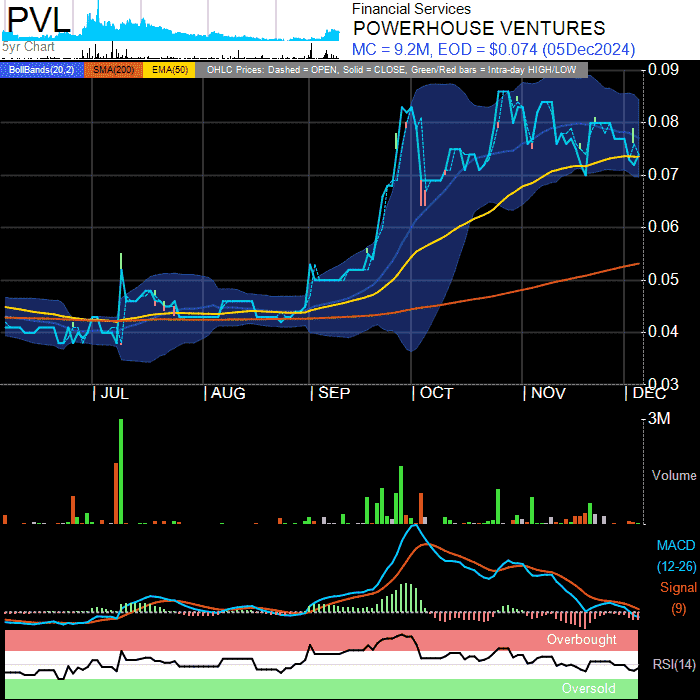 PVL
5yr Chart
Financial Services
POWERHOUSE VENTURES
MC = 9.2M, EOD = $0.074 (05Dec2024)
BollBands(20,2) SMA(200) EMA(50) OHLC Prices: Dashed = OPEN, Solid = CLOSE, Green/Red bars = Intra-day HIGH/LOW
0.09
0.08
0.07
0.06
0.05
0.04
0.03
JUL AUG SEP OCT NOV DEC
3M
Volume
MACD
(12-26)
Signal
(9)
Overbought
RSI(14)
Oversold